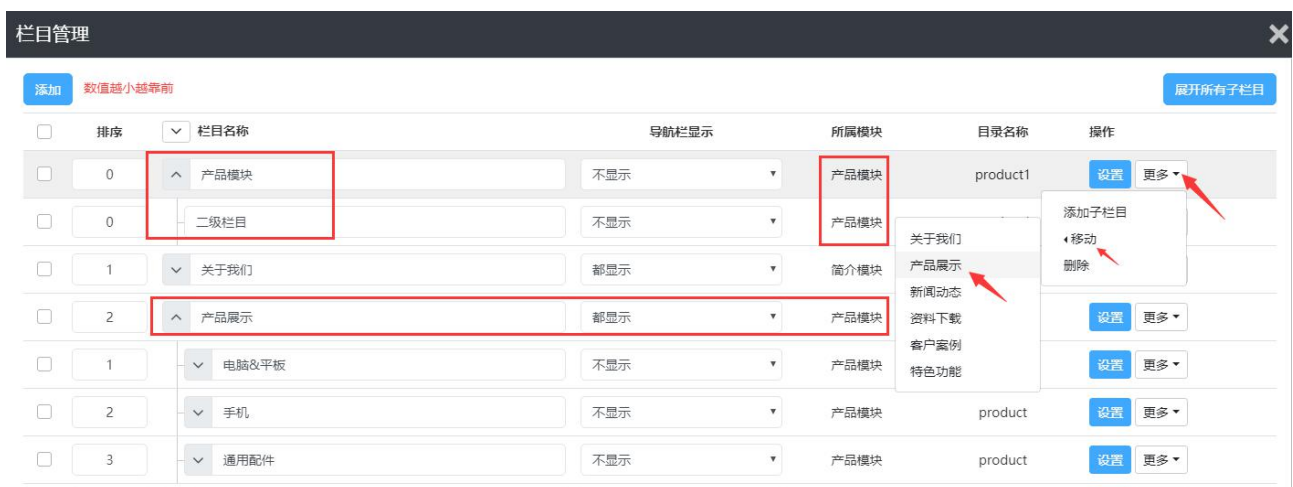 栏目管理
添加 数值越小越靠前 展开所有子栏目
排序 栏目名称 导航栏显示 所属模块 目录名称 操作
0 产品模块 不显示 产品模块 product1 设置 更多
0 二级栏目 不显示 产品模块
添加子栏目
移动
删除
关于我们
产品展示
新闻动态
资料下载
客户案例
特色功能
1 关于我们 都显示 简介模块
2 产品展示 都显示 产品模块 设置 更多
1 电脑&平板 不显示 产品模块 设置 更多
2 手机 不显示 产品模块 product 设置 更多
3 通用配件 不显示 产品模块 product 设置 更多